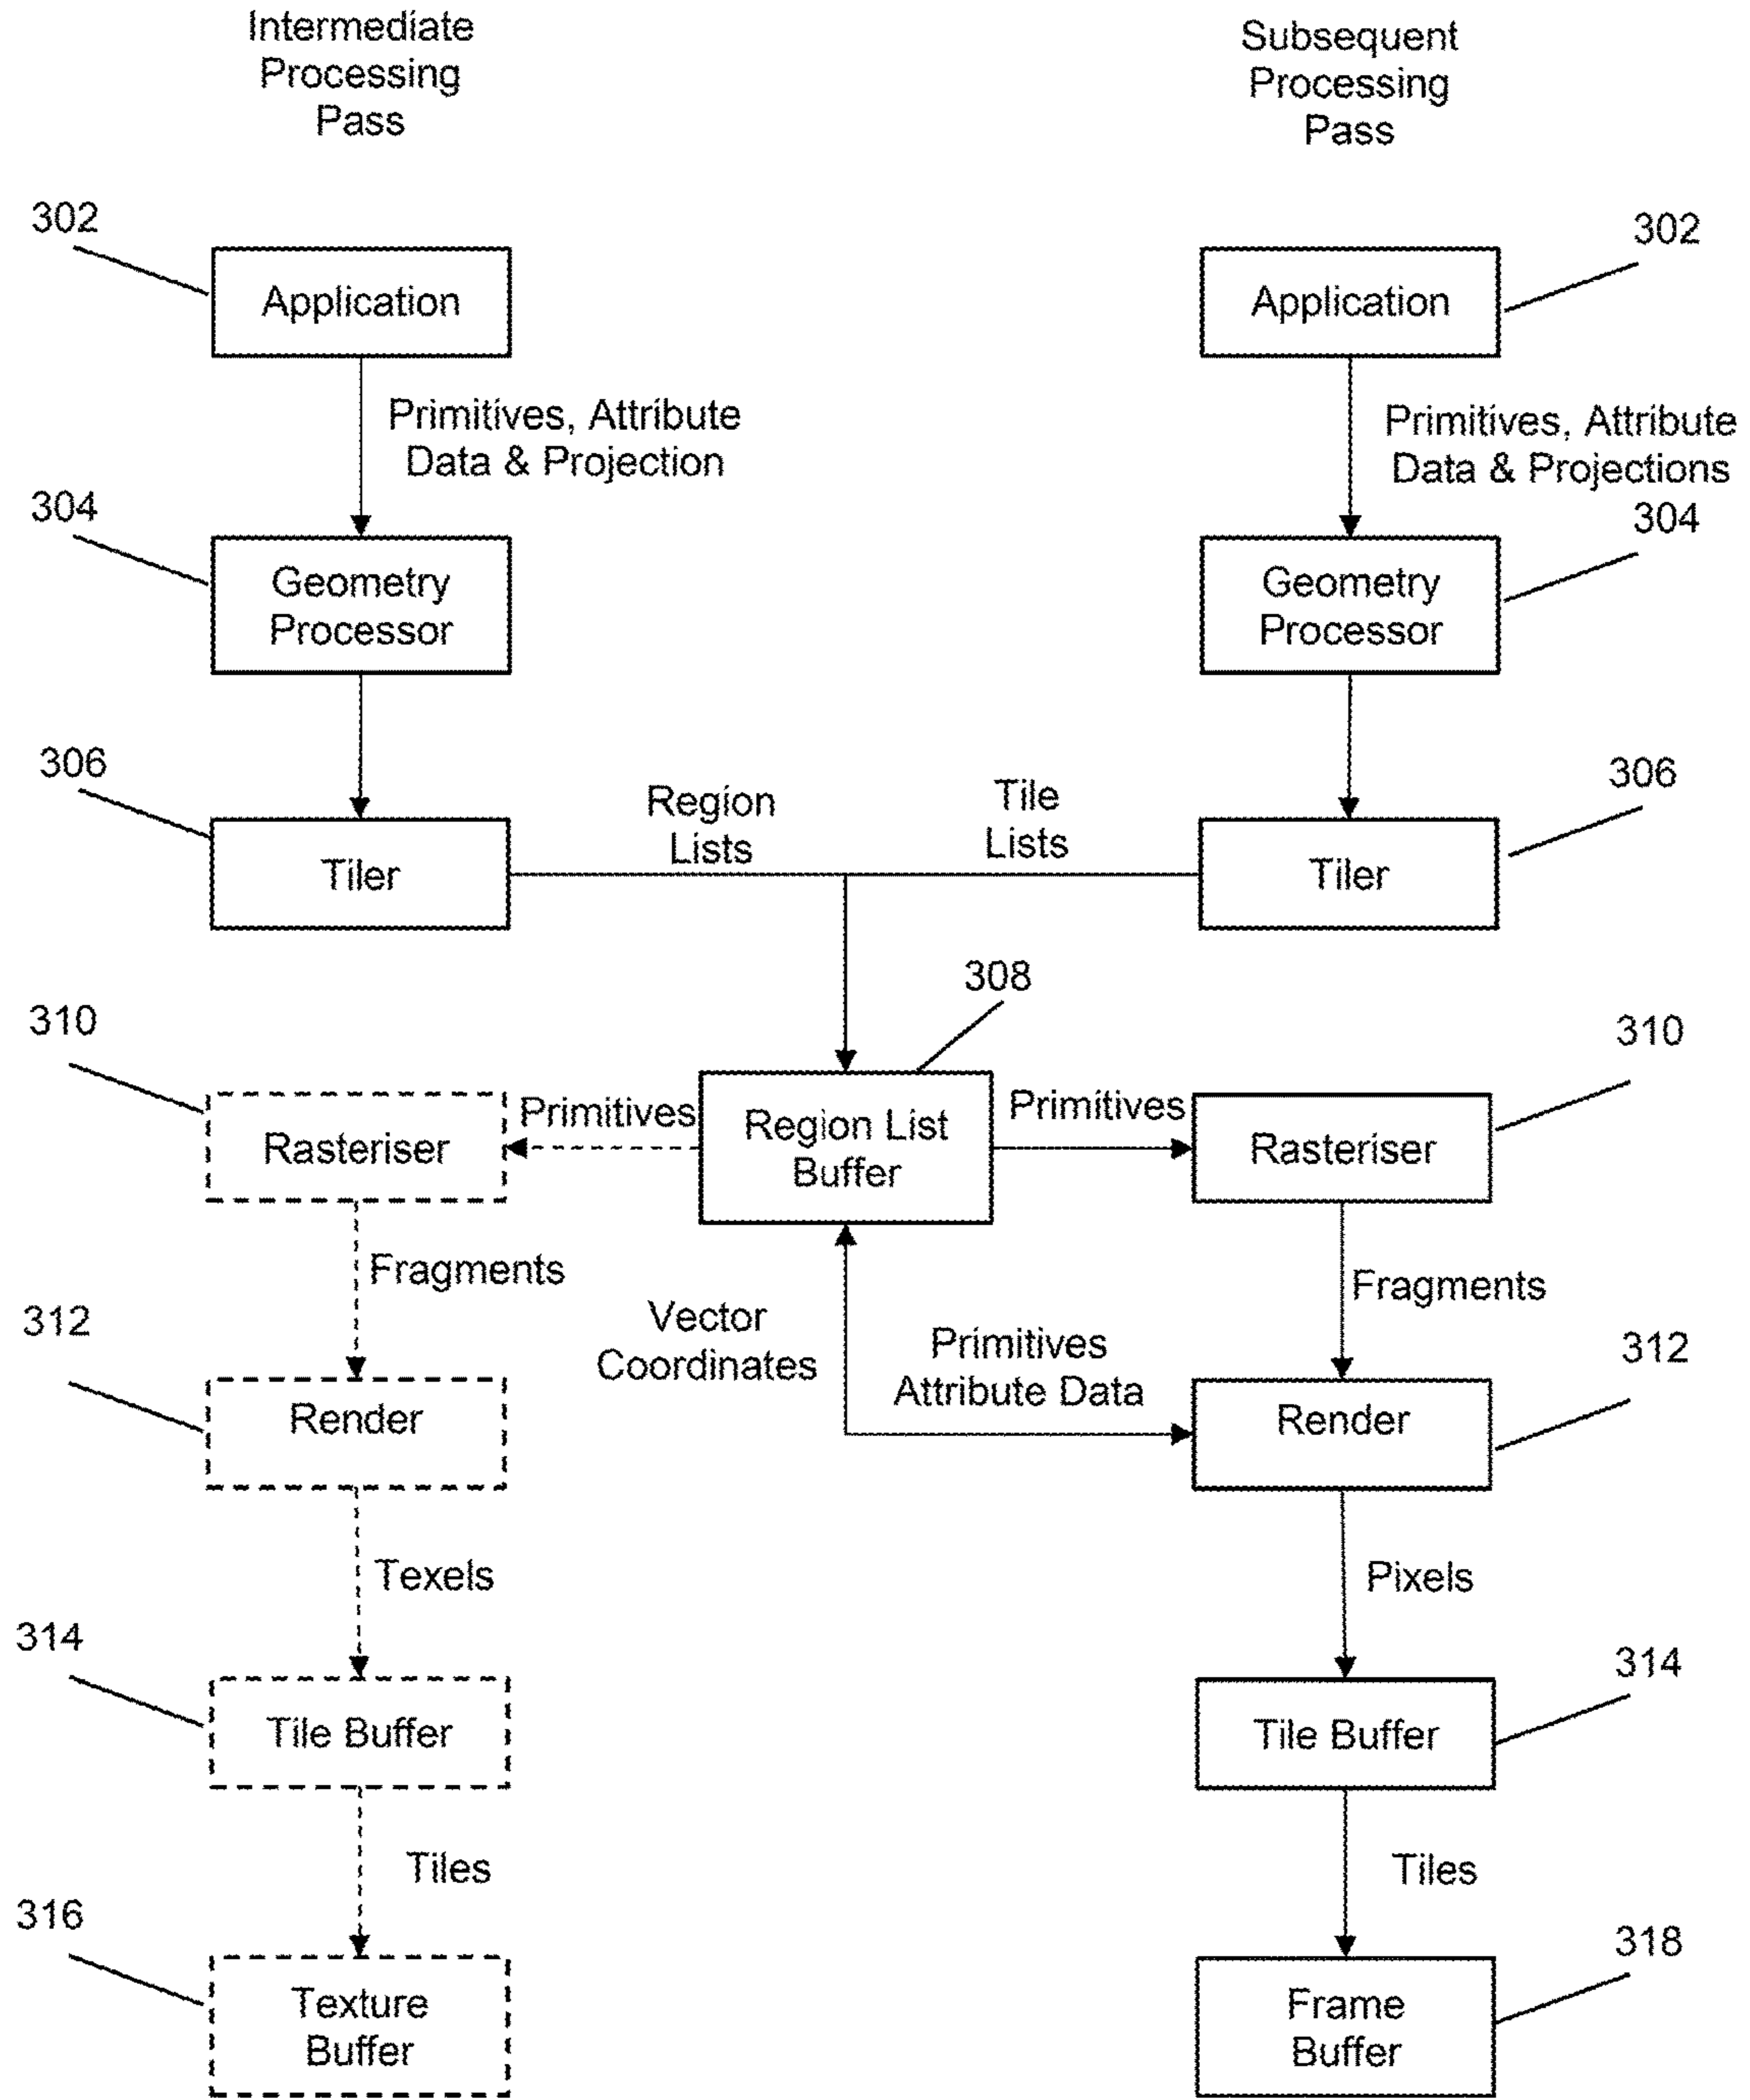 Intermediate
Processing
Pass
Subsequent
Processing
Pass
302
302
Application
Application
Primitives, Attribute
Data & Projection
Primitives, Attribute
Data & Projections
304
304
Geometry
Processor
Geometry
Processor
306
306
Region
Lists
Tile
Lists
Tiler
Tiler
308
310
310
Primitives
Primitives
Rasteriser
Region List
Buffer
Rasteriser
Fragments
Fragments
312
312
Vector
Coordinates
Primitives
Attribute Data
Render
Render
Texels
Pixels
314
314
Tile Buffer
Tile Buffer
Tiles
Tiles
316
318
Texture
Buffer
Frame
Buffer